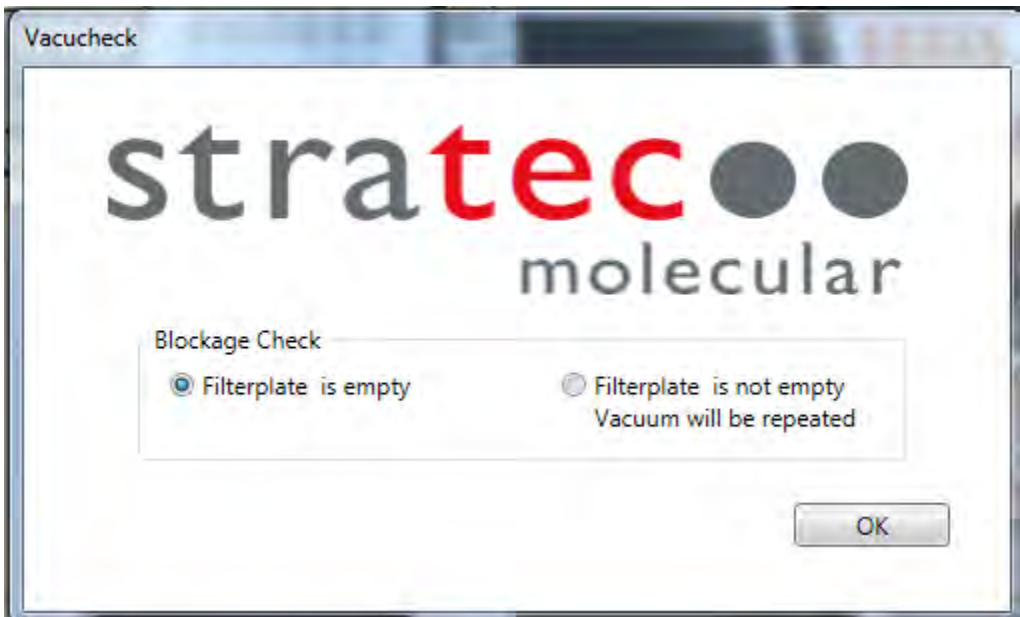 Vacucheck
stratec
molecular
Blockage Check
Filterplate is empty
Filterplate is not empty
Vacuum will be repeated
OK